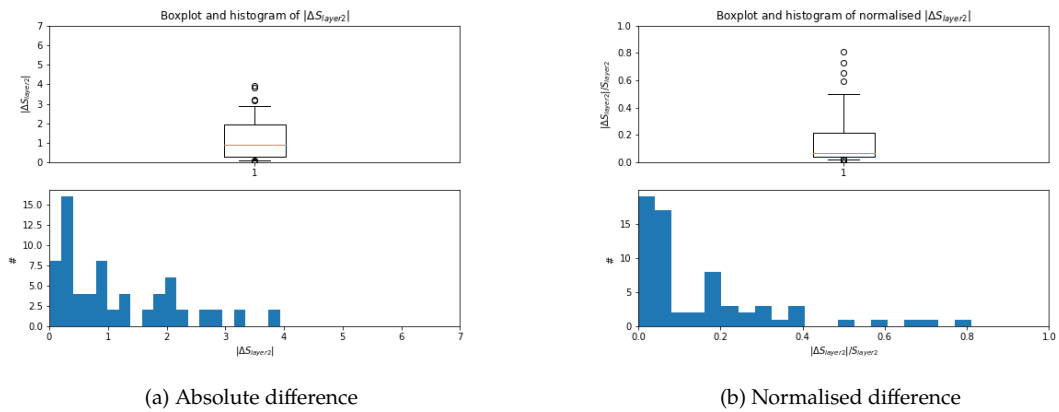 Boxplot and histogram of |ΔS_layer2|
7
6
5
4
3
2
1
0
|ΔS_layer2|
1
15.0
12.5
10.0
7.5
5.0
2.5
0.0
#
0 1 2 3 4 5 6 7
|ΔS_layer2|
(a) Absolute difference
Boxplot and histogram of normalised |ΔS_layer2|
1.0
0.8
0.6
0.4
0.2
0.0
|ΔS_layer2|/S_layer2
1
15
10
5
0
#
0.0 0.2 0.4 0.6 0.8 1.0
|ΔS_layer2|/S_layer2
(b) Normalised difference